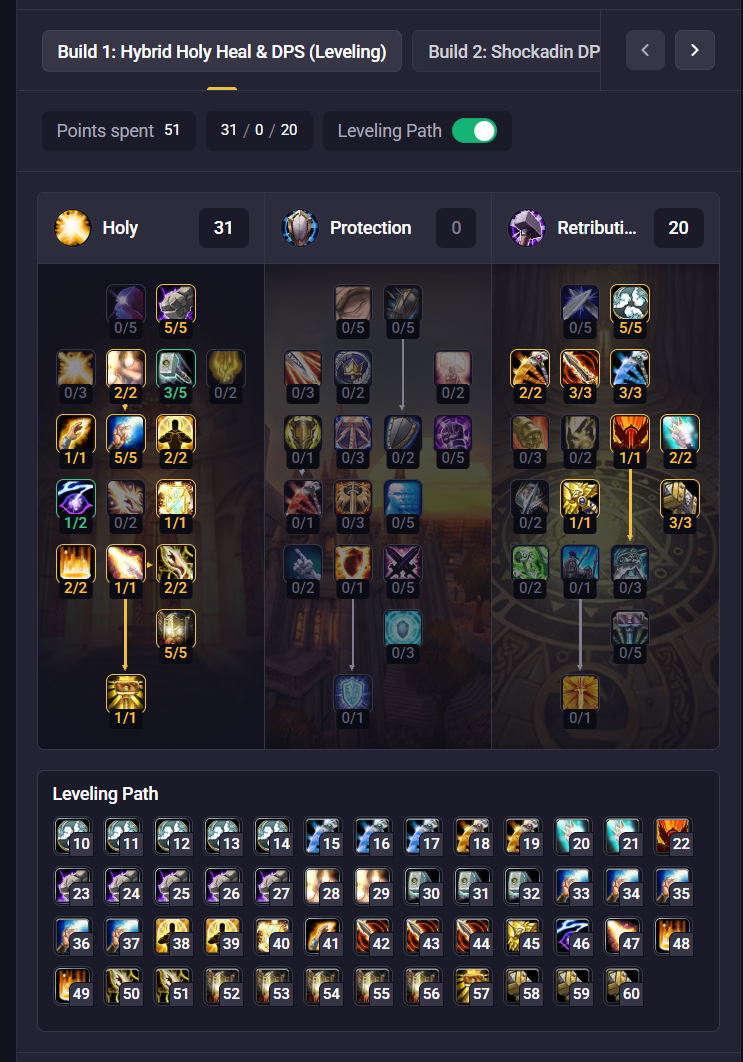 Build 1: Hybrid Holy Heal & DPS (Leveling) Build 2: Shockadin DP
Points spent 51 31 / 0 / 20 Leveling Path
Holy 31 Protection 0 Retributi... 20
0/5 5/5 0/5 0/5 0/5 5/5
0/3 2/2 3/5 0/2 0/3 0/2 0/2 2/2 3/3 3/3
1/1 5/5 2/2 0/1 0/3 0/2 0/5 0/3 0/2 1/1 2/2
1/2 0/2 1/1 0/1 0/3 0/5 0/2 1/1 3/3
2/2 1/1 2/2 0/2 0/1 0/5 0/2 0/1 0/3
5/5 0/3 0/5
1/1 0/1 0/1
Leveling Path
10 11 12 13 14 15 16 17 18 19 20 21 22
23 24 25 26 27 28 29 30 31 32 33 34 35
36 37 38 39 40 41 42 43 44 45 46 47 48
49 50 51 52 53 54 55 56 57 58 59 60